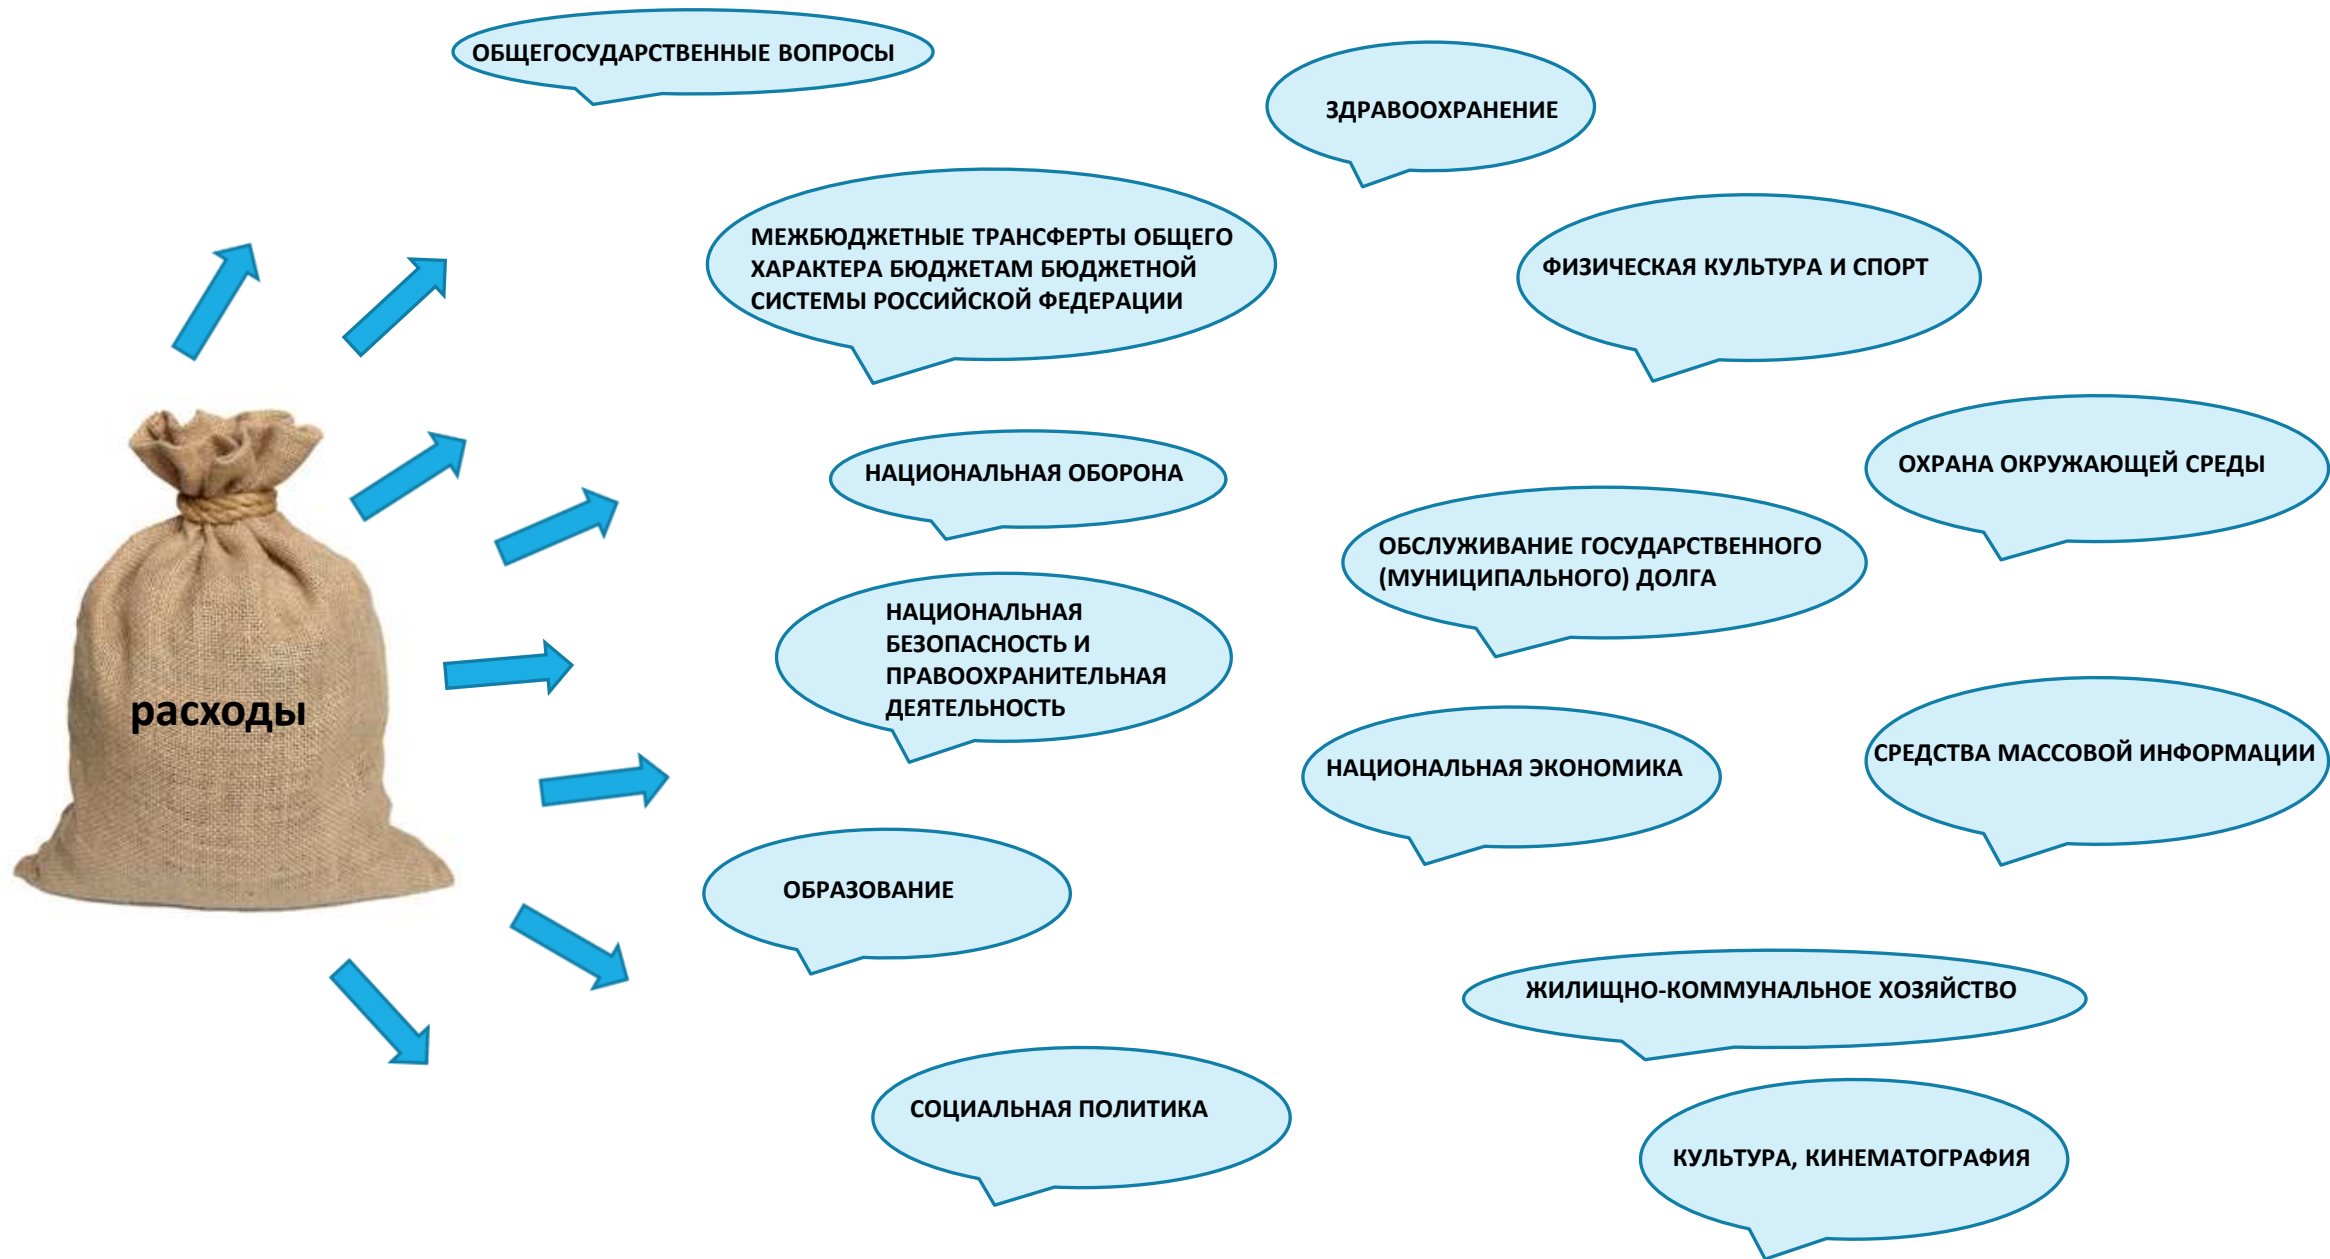 ОБЩЕГОСУДАРСТВЕННЫЕ ВОПРОСЫ
ЗДРАВООХРАНЕНИЕ
МЕЖБЮДЖЕТНЫЕ ТРАНСФЕРТЫ ОБЩЕГО
ХАРАКТЕРА БЮДЖЕТАМ БЮДЖЕТНОЙ
СИСТЕМЫ РОССИЙСКОЙ ФЕДЕРАЦИИ
ФИЗИЧЕСКАЯ КУЛЬТУРА И СПОРТ
НАЦИОНАЛЬНАЯ ОБОРОНА
ОХРАНА ОКРУЖАЮЩЕЙ СРЕДЫ
ОБСЛУЖИВАНИЕ ГОСУДАРСТВЕННОГО
(МУНИЦИПАЛЬНОГО) ДОЛГА
НАЦИОНАЛЬНАЯ
БЕЗОПАСНОСТЬ И
ПРАВООХРАНИТЕЛЬНАЯ
ДЕЯТЕЛЬНОСТЬ
расходы
НАЦИОНАЛЬНАЯ ЭКОНОМИКА
СРЕДСТВА МАССОВОЙ ИНФОРМАЦИИ
ОБРАЗОВАНИЕ
ЖИЛИЩНО-КОММУНАЛЬНОЕ ХОЗЯЙСТВО
СОЦИАЛЬНАЯ ПОЛИТИКА
КУЛЬТУРА, КИНЕМАТОГРАФИЯ